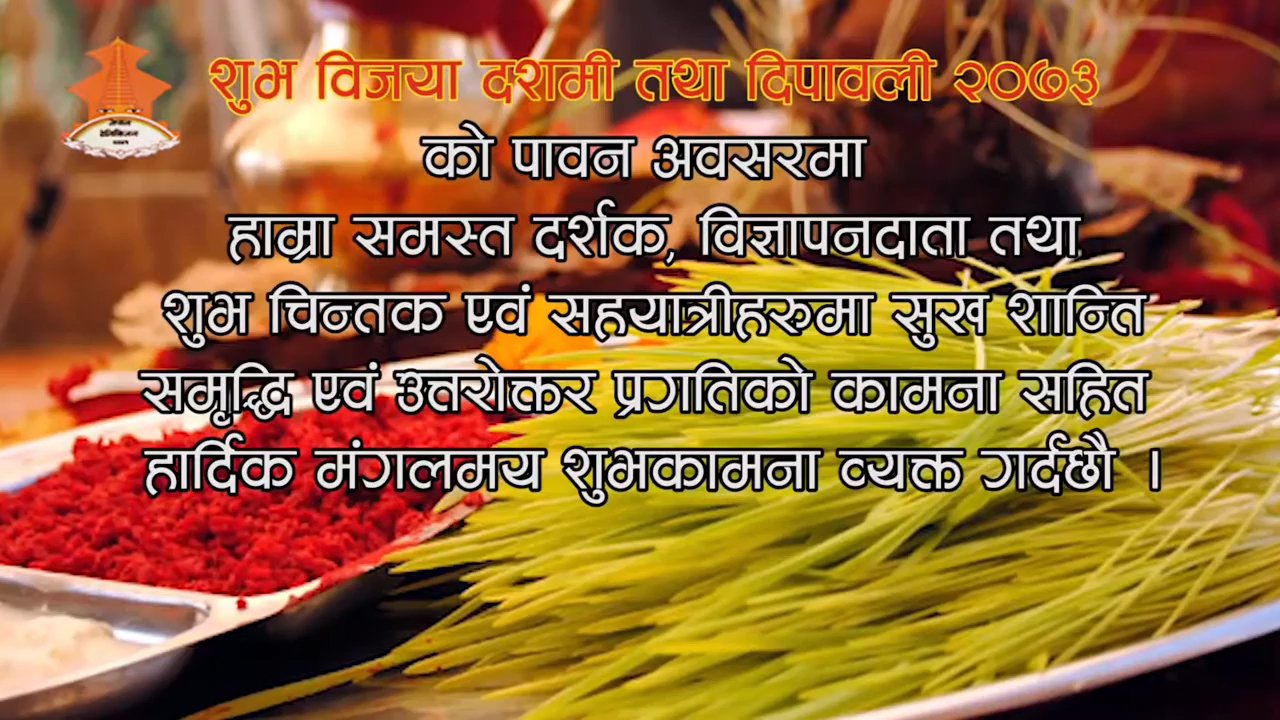 शुभ विजया दशमी तथा दिपावली २०७३
को पावन अवसरमा
हाम्रा समस्त दर्शक, विज्ञापनदाता तथा
शुभ चिन्तक एवं सहयात्रीहरुमा सुख शान्ति
समृद्धि एवं उत्तरोक्तर प्रगतिको कामना सहित
हार्दिक मंगलमय शुभकामना व्यक्त गर्दछौ ।